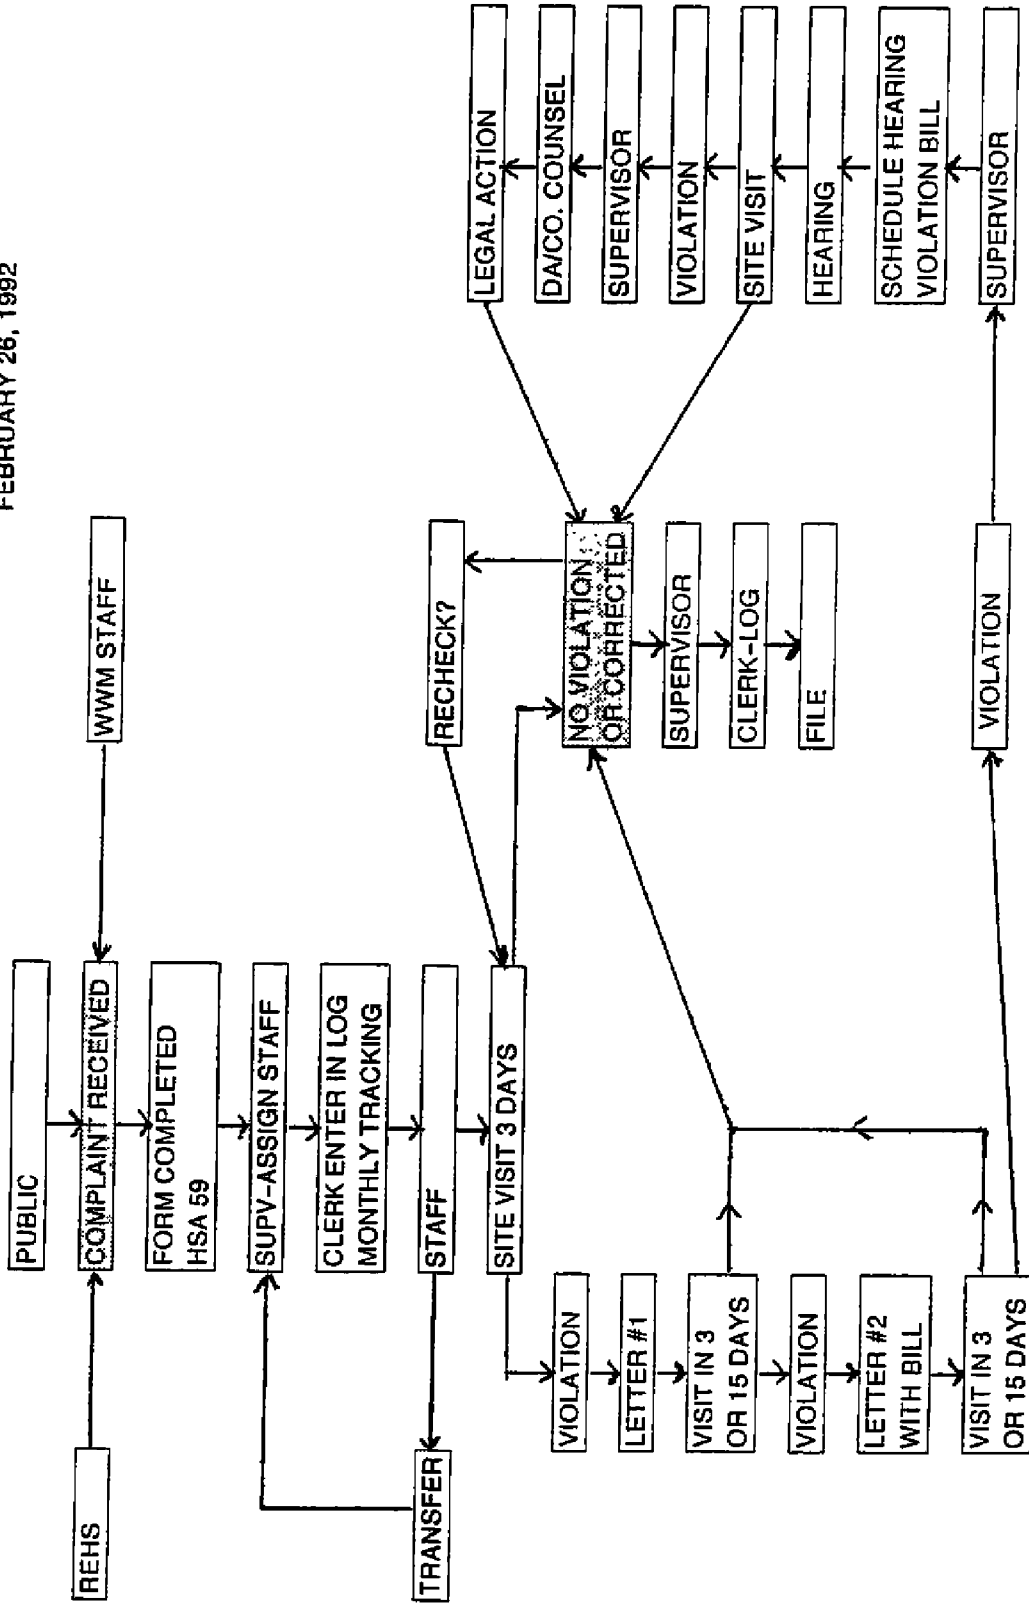 FEBRUARY 26, 1992
PUBLIC
REHS
COMPLAINT RECEIVED
WWM STAFF
FORM COMPLETED
HSA 59
SUPV-ASSIGN STAFF
CLERK ENTER IN LOG
MONTHLY TRACKING
TRANSFER
STAFF
RECHECK?
LEGAL ACTION
SITE VISIT 3 DAYS
DA/CO. COUNSEL
VIOLATION
NO VIOLATION
OR CORRECTED
SUPERVISOR
LETTER #1
SUPERVISOR
VIOLATION
VISIT IN 3
OR 15 DAYS
CLERK-LOG
SITE VISIT
VIOLATION
FILE
HEARING
LETTER #2
WITH BILL
SCHEDULE HEARING
VIOLATION BILL
VISIT IN 3
OR 15 DAYS
VIOLATION
SUPERVISOR